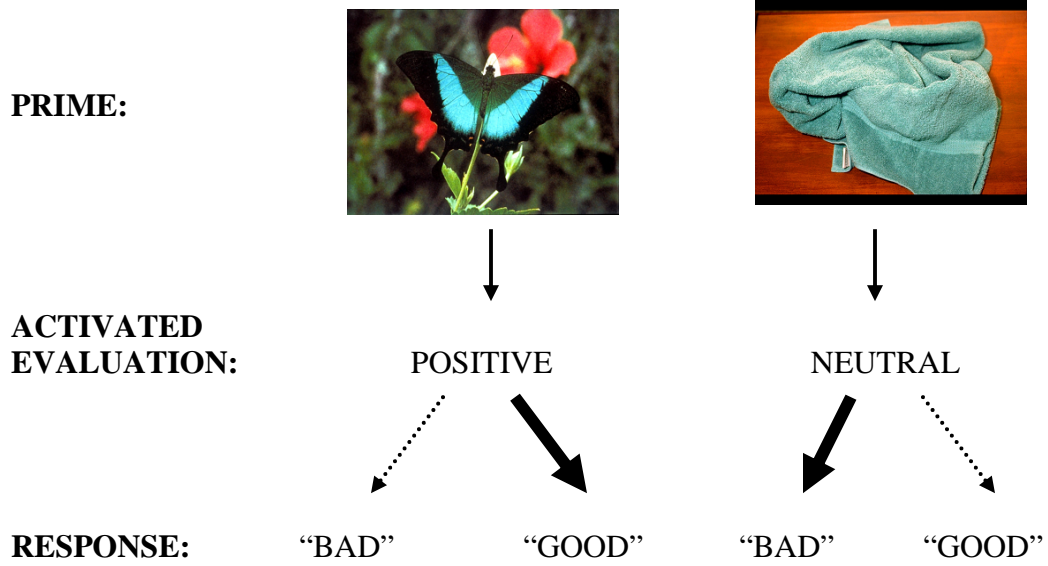 PRIME:
ACTIVATED
EVALUATION:
POSITIVE
NEUTRAL
RESPONSE:
“BAD”
“GOOD”
“BAD”
“GOOD”